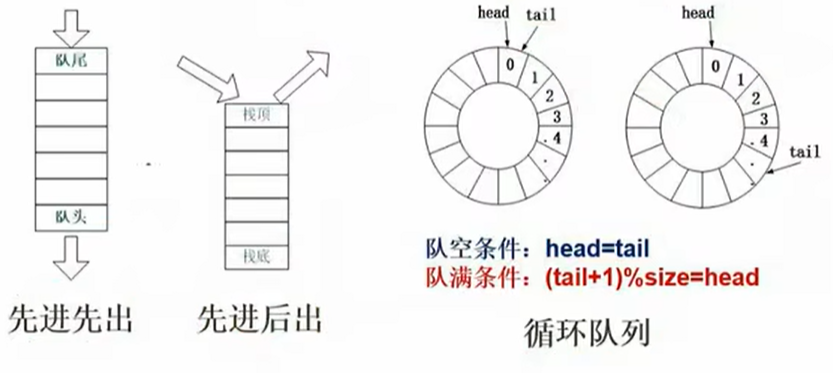 队尾
队头
先进先出
栈顶
栈底
先进后出
head
tail
0
1
2
3
4
head
0
1
2
3
4
tail
队空条件：head=tail
队满条件：(tail+1)%size=head
循环队列